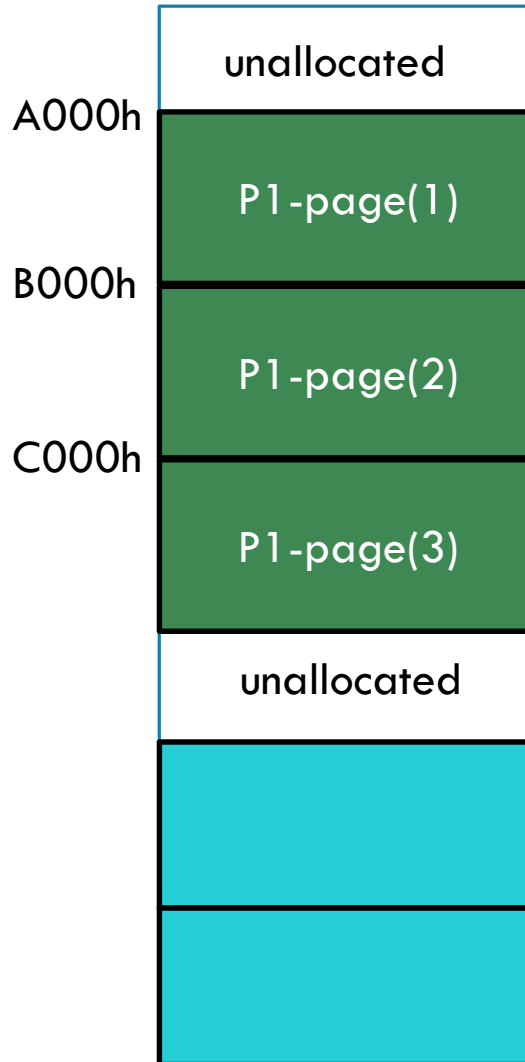 unallocated
A000h
P1-page(1)
B000h
P1-page(2)
C000h
P1-page(3)
unallocated